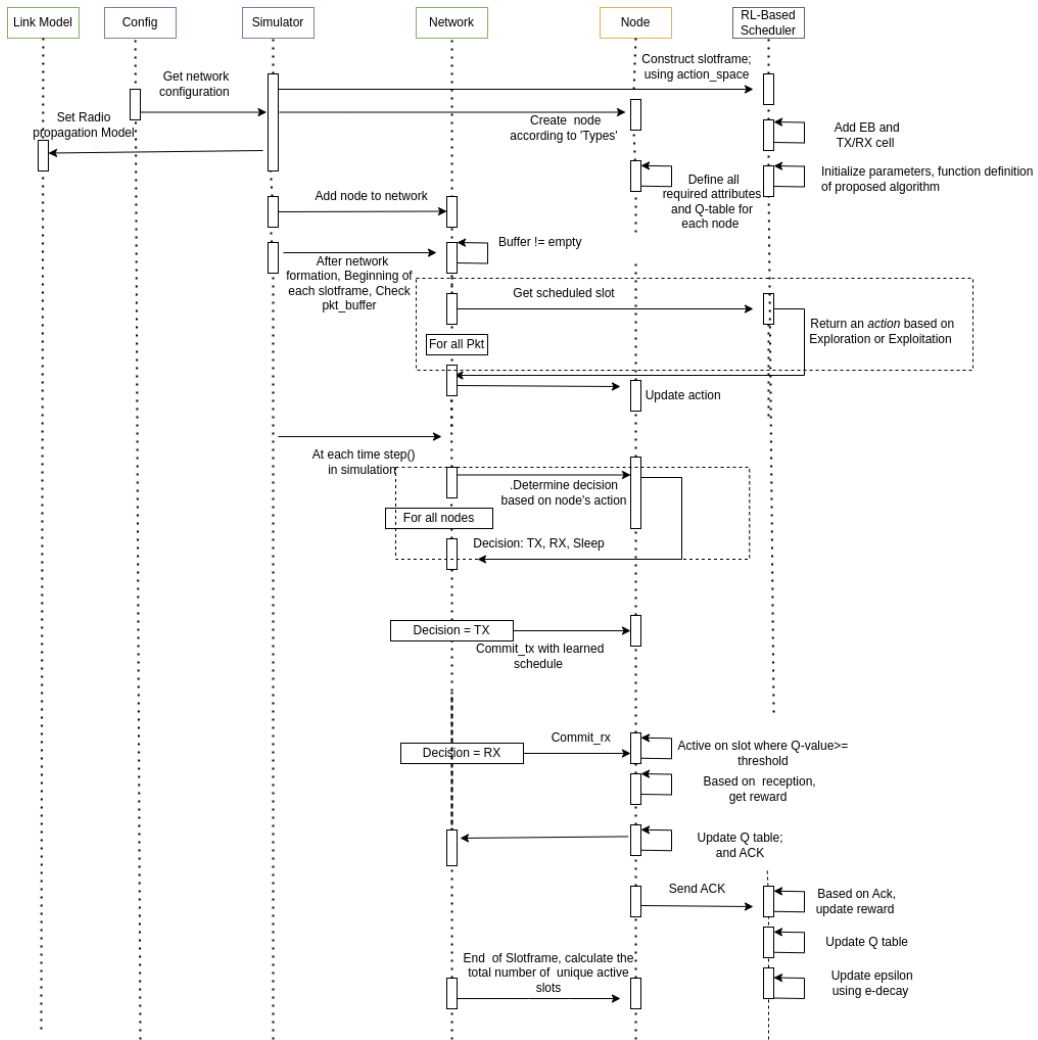 Link Model
Config
Simulator
Network
Node
RL-Based
Scheduler
Construct slotframe;
using action_space
Get network
configuration
Set Radio
propagation Model
Create  node
according to 'Types'
Add EB and
TX/RX cell
Define all
required attributes
and Q-table for
each node
Initialize parameters, function definition
of proposed algorithm
Add node to network
Buffer != empty
After network
formation, Beginning of
each slotframe, Check
pkt_buffer
Get scheduled slot
Return an action based on
Exploration or Exploitation
For all Pkt
Update action
At each time step()
in simulation
.Determine decision
based on node's action
For all nodes
Decision: TX, RX, Sleep
Decision = TX
Commit_tx with learned
schedule
Commit_rx
Decision = RX
Active on slot where Q-value>=
threshold
Based on  reception,
get reward
Update Q table;
and ACK
Send ACK
Based on Ack,
update reward
Update Q table
End  of Slotframe, calculate the
total number of  unique active
slots
Update epsilon
using e-decay